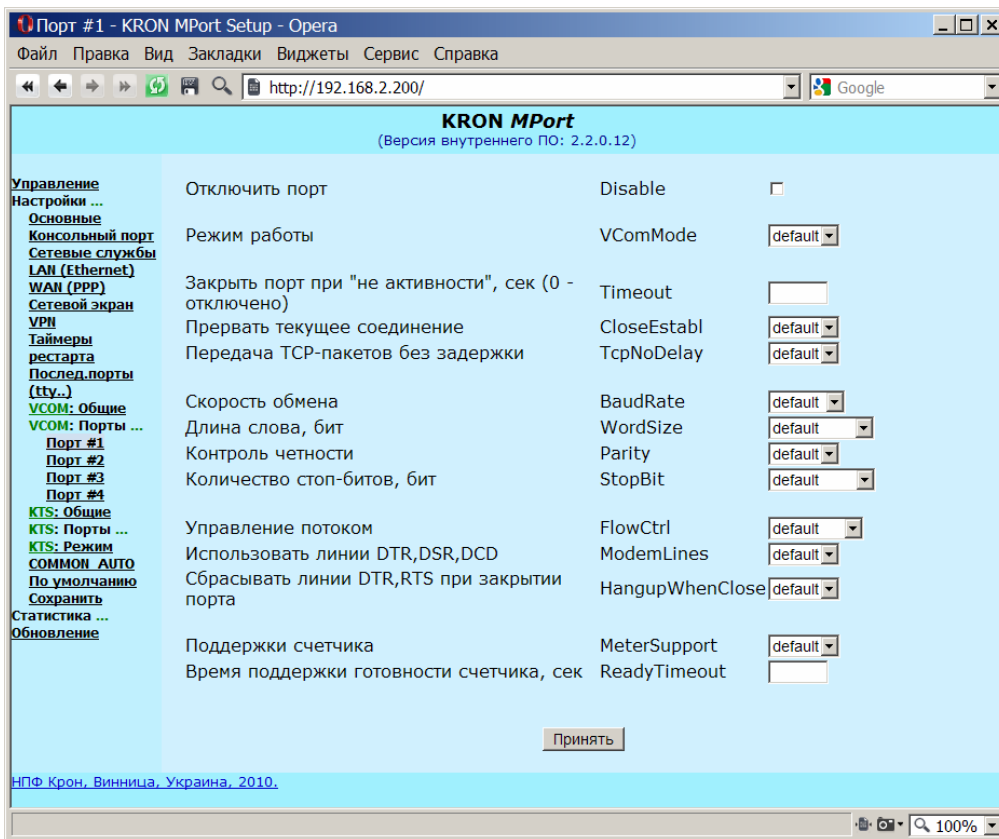 Порт #1 - KRON MPort Setup - Opera
Файл Правка Вид Закладки Виджеты Сервис Справка
http://192.168.2.200/
Google
KRON MPort
(Версия внутреннего ПО: 2.2.0.12)
Управление
Настройки ...
Основные
Консольный порт
Сетевые службы
LAN (Ethernet)
WAN (PPP)
Сетевой экран
VPN
Таймеры
рестарта
Послед.порты
(tty..)
VCOM: Общие
VCOM: Порты ...
Порт #1
Порт #2
Порт #3
Порт #4
KTS: Общие
KTS: Порты ...
KTS: Режим
COMMON_AUTO
По умолчанию
Сохранить
Статистика ...
Обновление
Отключить порт Disable
Режим работы VComMode default
Закрыть порт при "не активности", сек (0 -
отключено) Timeout
Прервать текущее соединение CloseEstabl default
Передача TCP-пакетов без задержки TcpNoDelay default
Скорость обмена BaudRate default
Длина слова, бит WordSize default
Контроль четности Parity default
Количество стоп-битов, бит StopBit default
Управление потоком FlowCtrl default
Использовать линии DTR,DSR,DCD ModemLines default
Сбрасывать линии DTR,RTS при закрытии
порта HangupWhenClose default
Поддержки счетчика MeterSupport default
Время поддержки готовности счетчика, сек ReadyTimeout
Принять
НПФ Крон, Винница, Украина, 2010.
100%